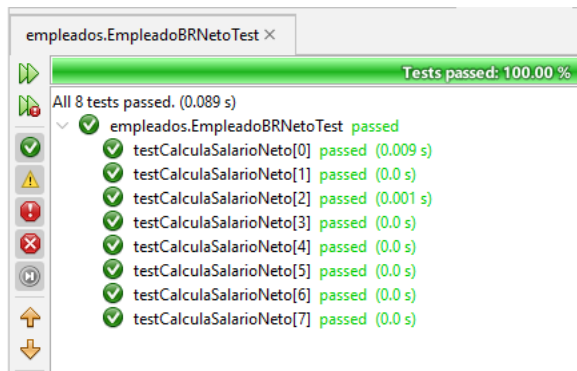 empleados.EmpleadoBRNetoTest ×
Tests passed: 100.00 %
All 8 tests passed. (0.089 s)
empleados.EmpleadoBRNetoTest passed
testCalculaSalarioNeto[0] passed (0.009 s)
testCalculaSalarioNeto[1] passed (0.0 s)
testCalculaSalarioNeto[2] passed (0.001 s)
testCalculaSalarioNeto[3] passed (0.0 s)
testCalculaSalarioNeto[4] passed (0.0 s)
testCalculaSalarioNeto[5] passed (0.0 s)
testCalculaSalarioNeto[6] passed (0.0 s)
testCalculaSalarioNeto[7] passed (0.0 s)